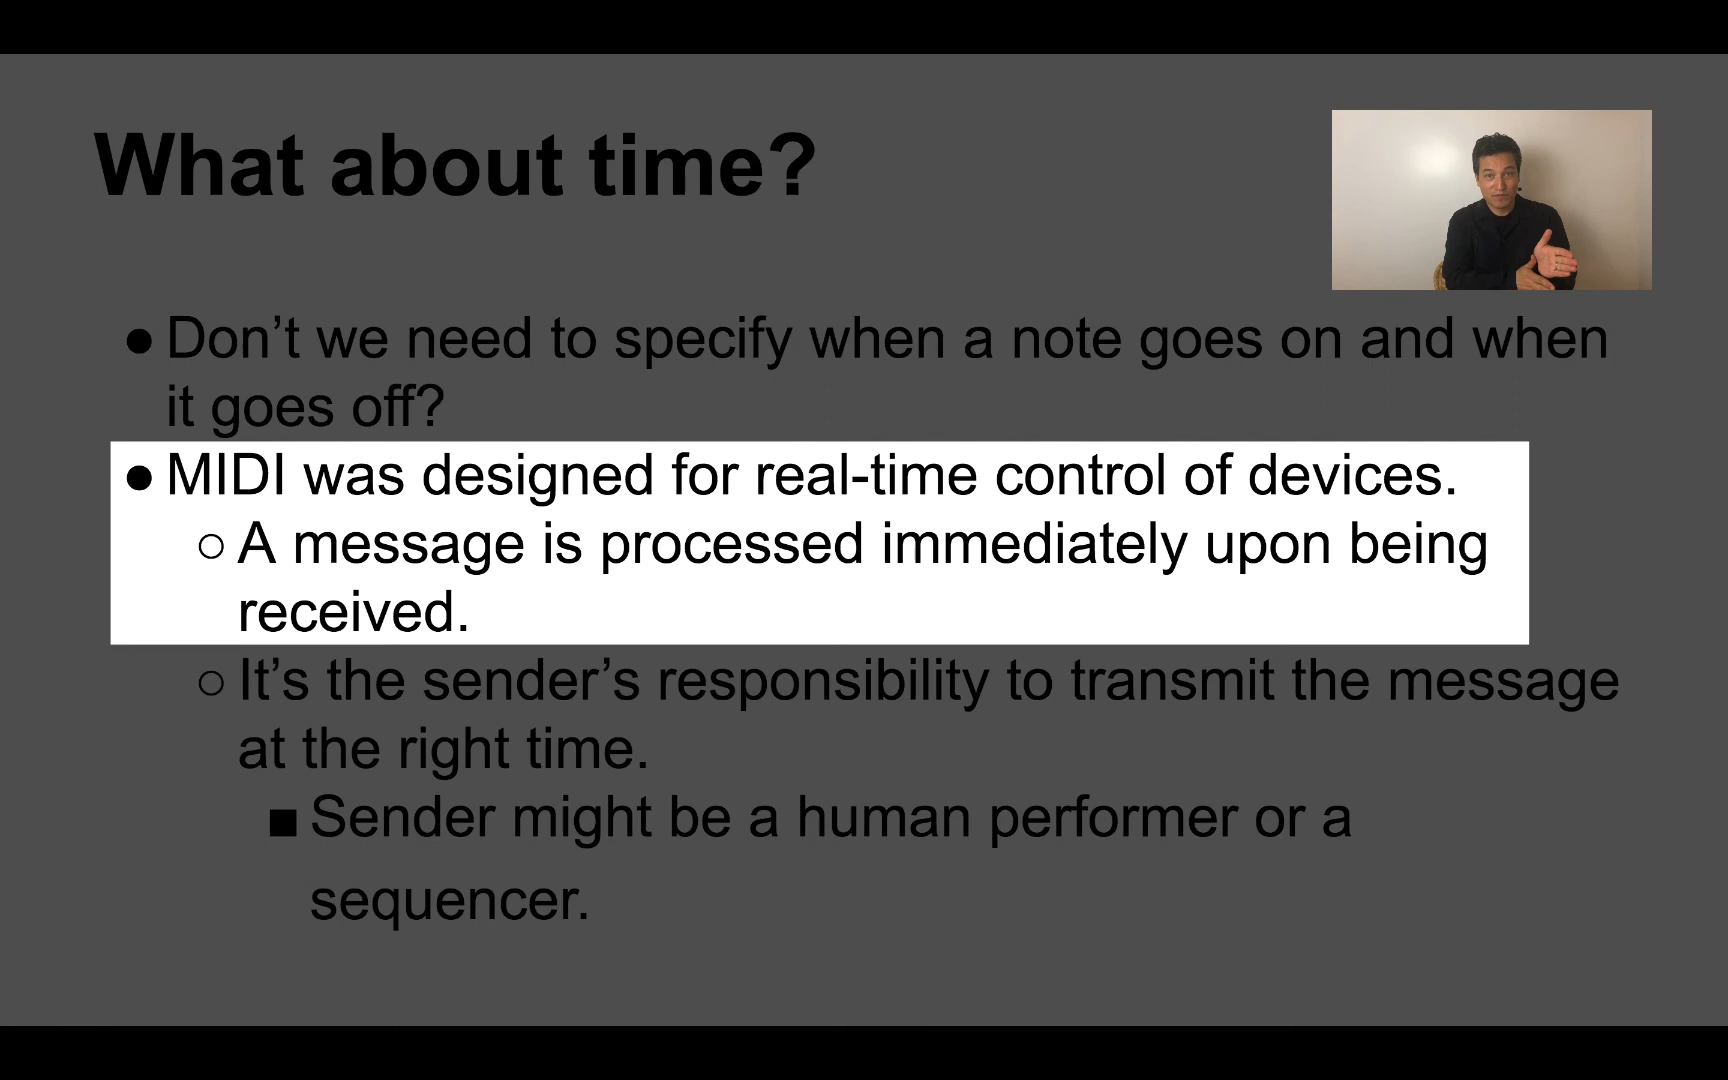 What about time?
● Don’t we need to specify when a note goes on and when
it goes off?
● MIDI was designed for real-time control of devices.
○ A message is processed immediately upon being
received.
○ It’s the sender’s responsibility to transmit the message
at the right time.
■ Sender might be a human performer or a
sequencer.